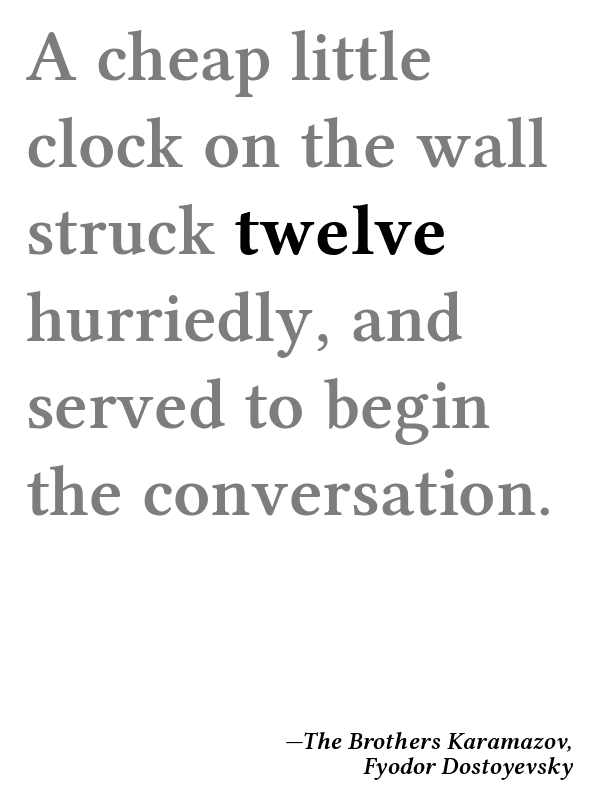 A cheap little
clock on the wall
struck twelve
hurriedly, and
served to begin
the conversation.
—The Brothers Karamazov,
Fyodor Dostoyevsky